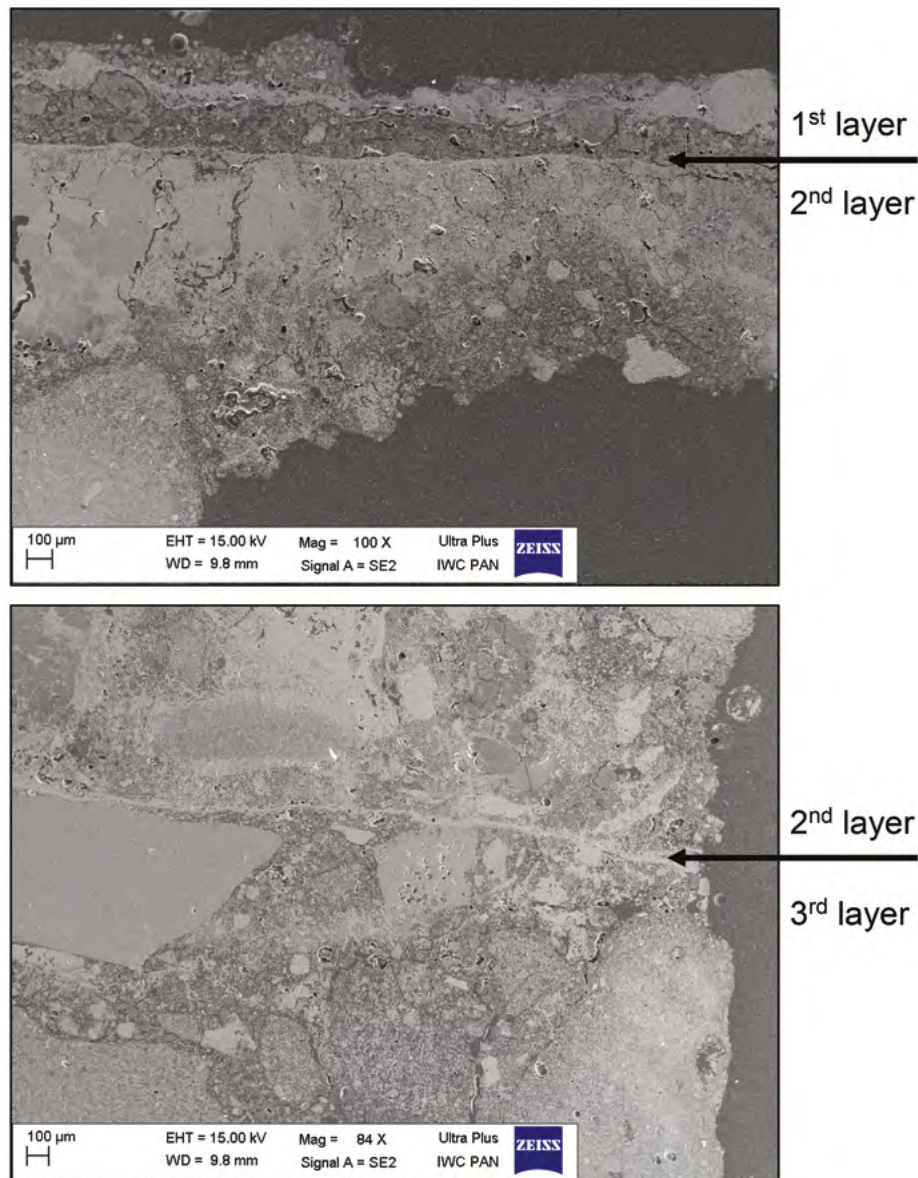 1st layer
2nd layer
100 µm
EHT = 15.00 kV
Mag = 100 X
Ultra Plus
ZEISS
WD = 9.8 mm
Signal A = SE2
IWC PAN
2nd layer
3rd layer
100 µm
EHT = 15.00 kV
Mag = 84 X
Ultra Plus
ZEISS
WD = 9.8 mm
Signal A = SE2
IWC PAN